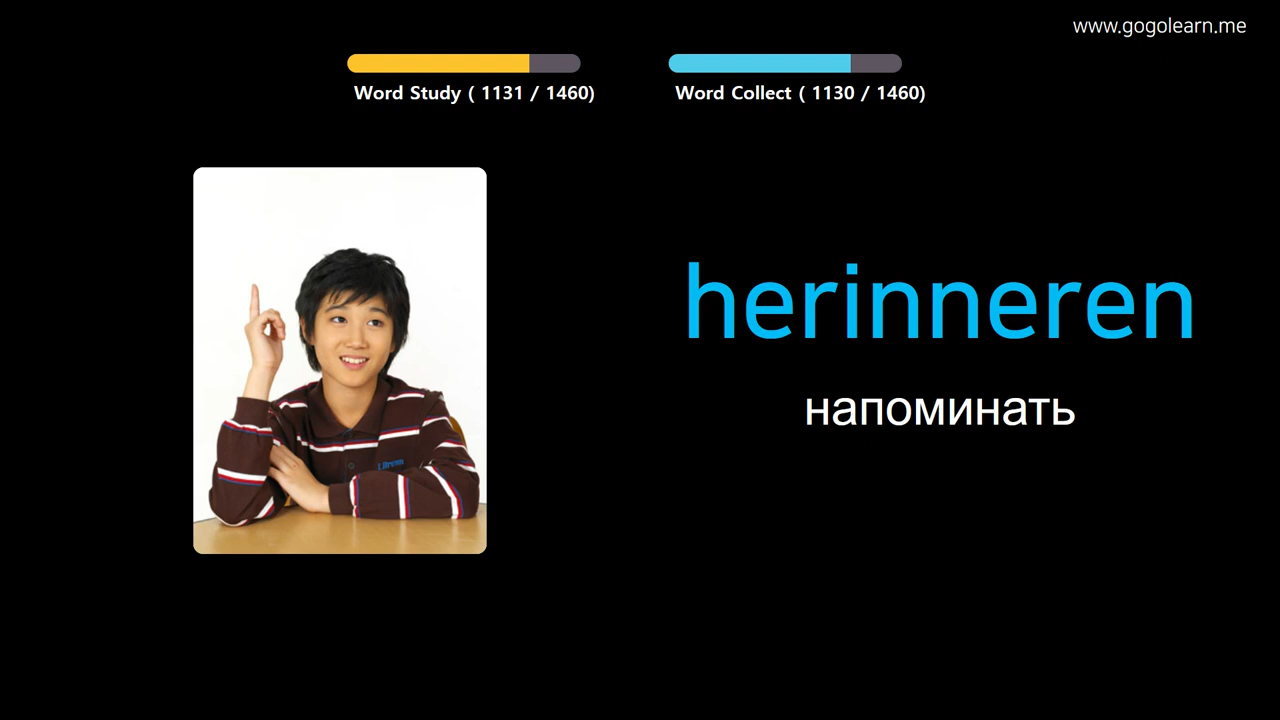 www.gogolearn.me
Word Study ( 1131 / 1460)
Word Collect ( 1130 / 1460)
herinneren
напоминать